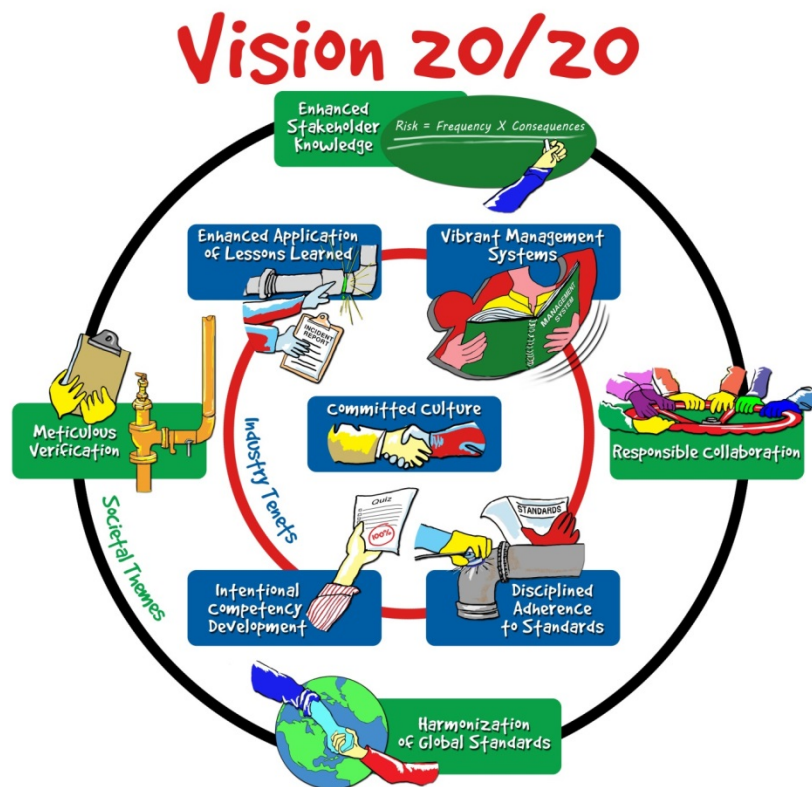 Vision 20/20
Enhanced
Stakeholder
Knowledge
Risk = Frequency X Consequences
Enhanced Application
of Lessons Learned
INCIDENT
REPORT
Vibrant Management
Systems
MANAGEMENT
SYSTEM
Committed Culture
Meticulous
Verification
Responsible Collaboration
Industry Tenets
Societal Themes
Quiz
100%
Intentional
Competency
Development
STANDARDS
Disciplined
Adherence
to Standards
Harmonization
of Global Standards